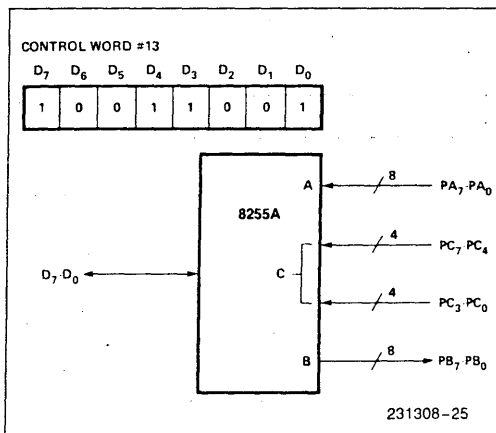 CONTROL WORD #13
D7 D6 D5 D4 D3 D2 D1 D0
1 0 0 1 1 0 0 1
A 8 PA7-PA0
8255A
4 PC7-PC4
D7-D0 C
4 PC3-PC0
B 8 PB7-PB0
231308-25